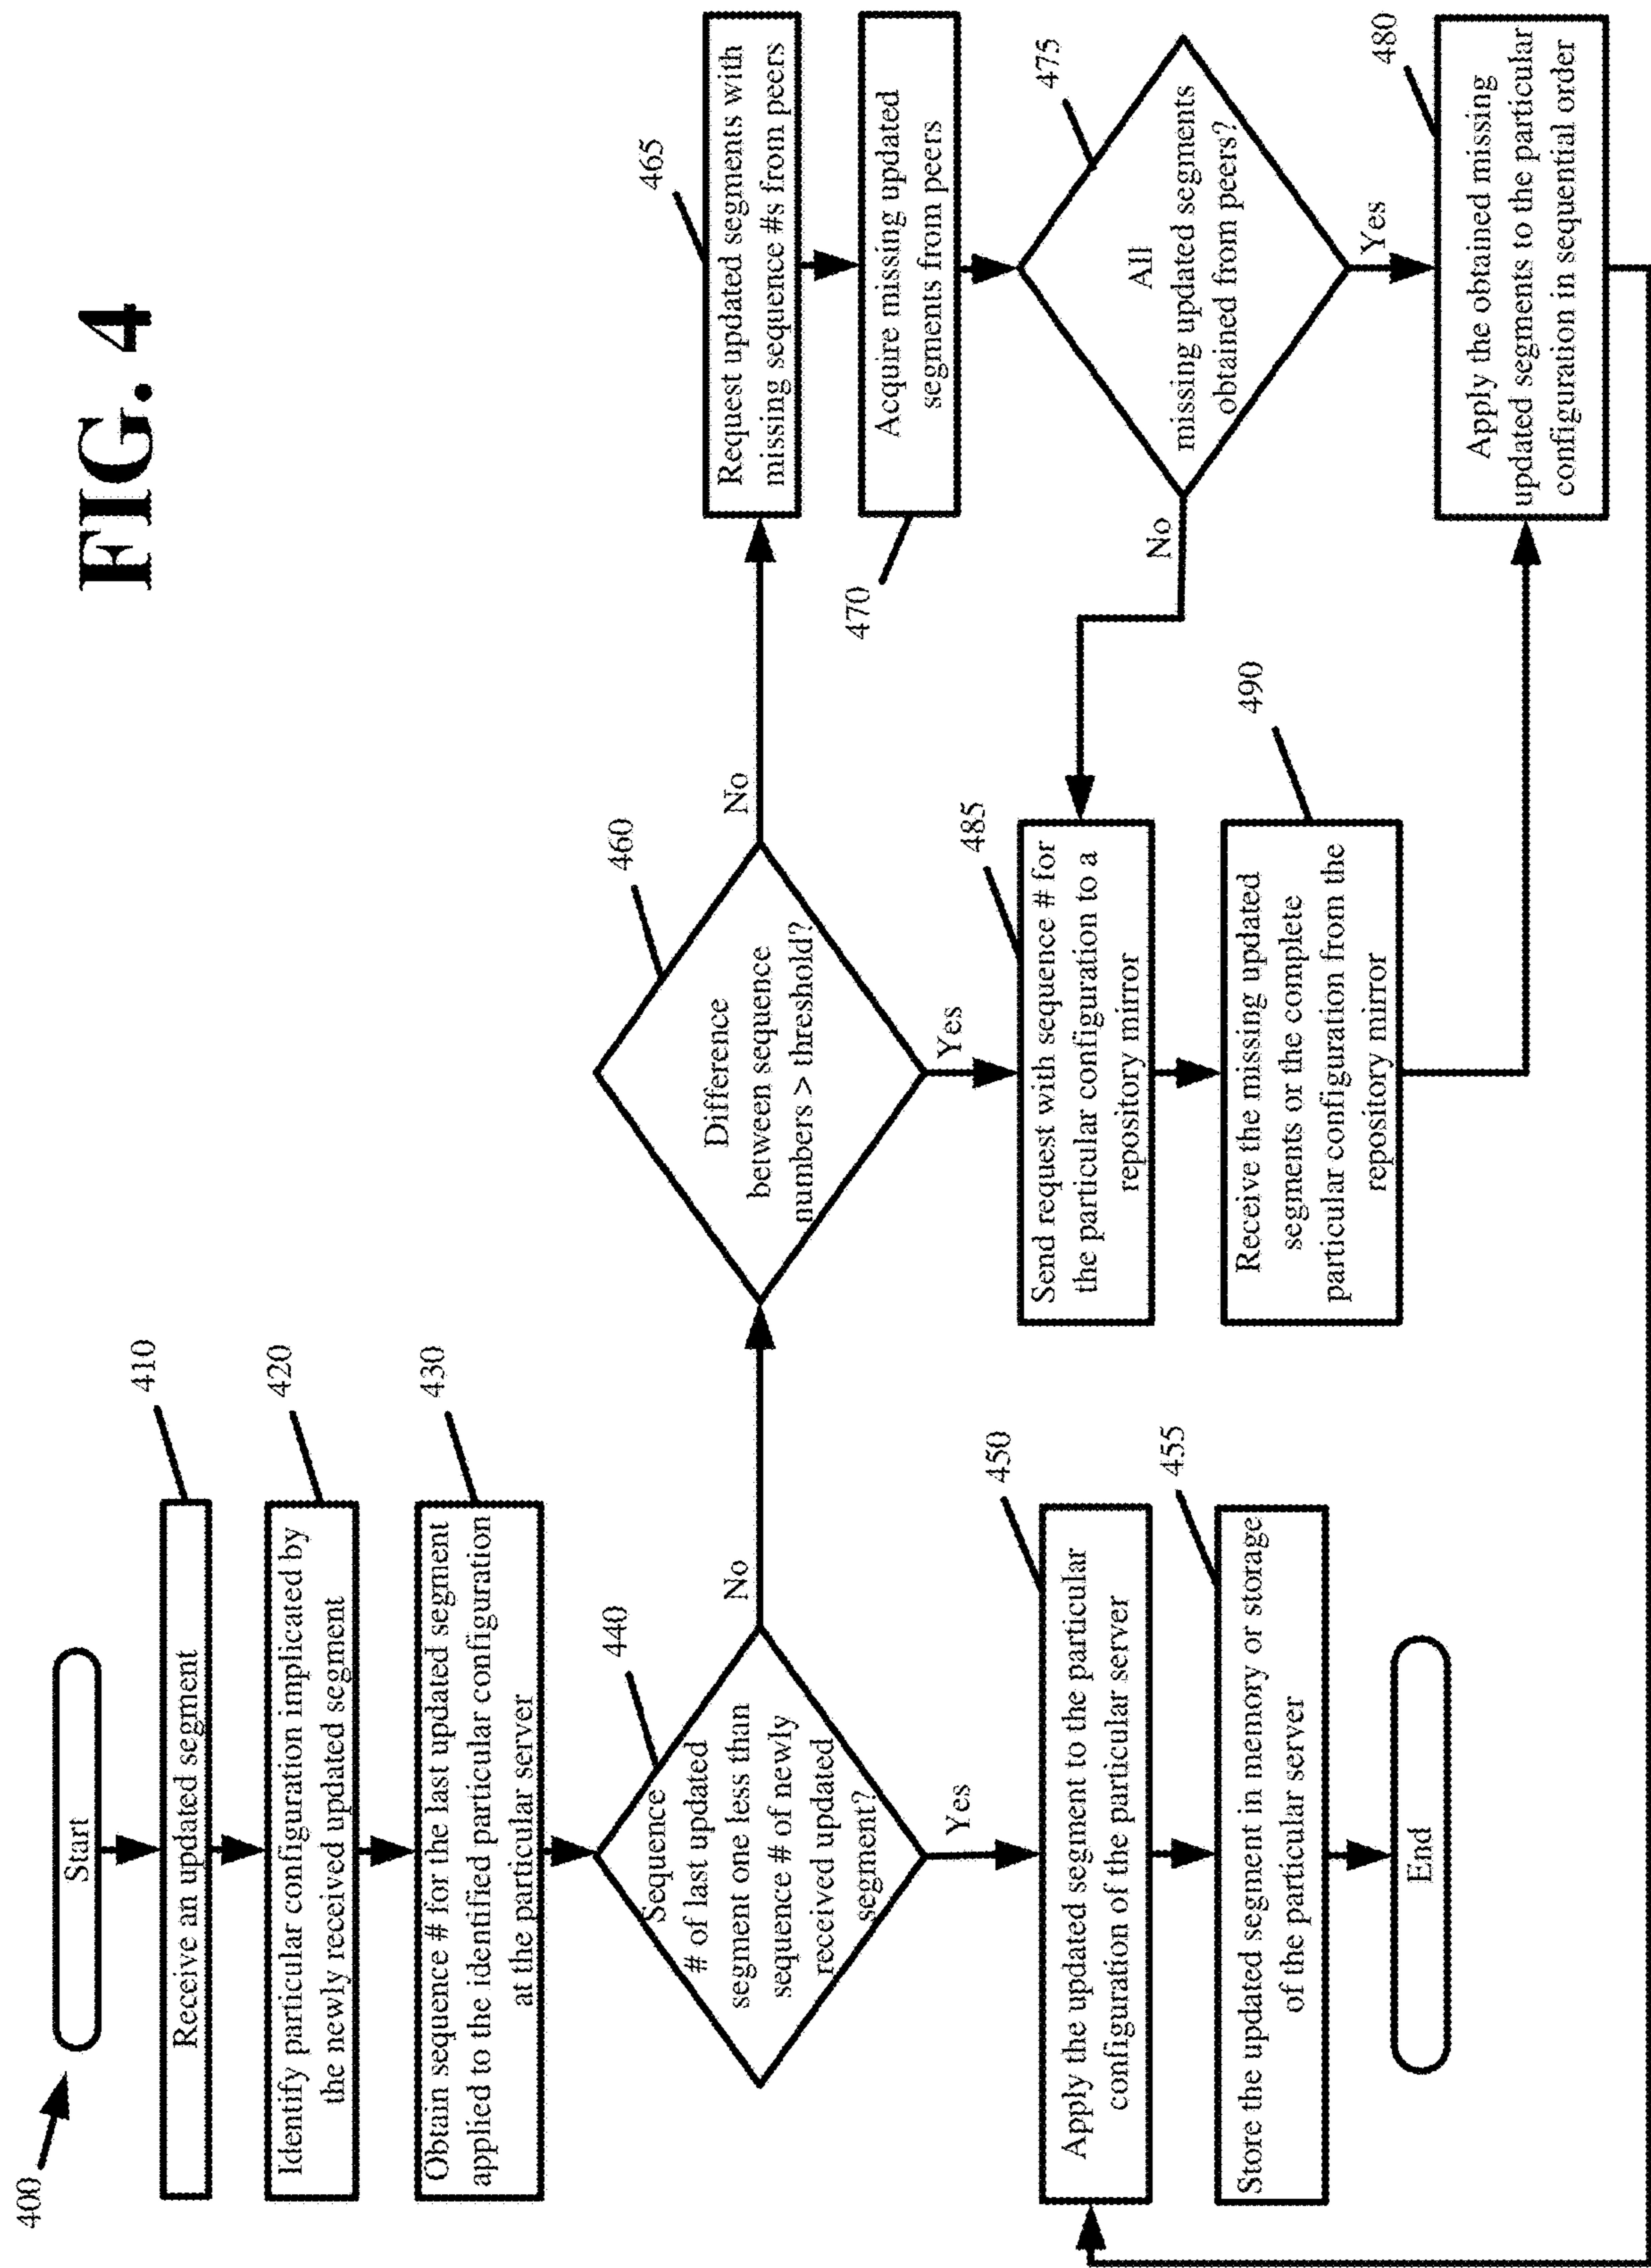 FIG. 4
400
Start
410
Receive an updated segment
420
Identify particular configuration implicated by
the newly received updated segment
430
Obtain sequence # for the last updated segment
applied to the identified particular configuration
at the particular server
440
Sequence
# of last updated
segment one less than
sequence # of newly
received updated
segment?
No
Yes
450
Apply the updated segment to the particular
configuration of the particular server
455
Store the updated segment in memory or storage
of the particular server
End
460
Difference
between sequence
numbers > threshold?
No
Yes
485
Send request with sequence # for
the particular configuration to a
repository mirror
490
Receive the missing updated
segments or the complete
particular configuration from the
repository mirror
465
Request updated segments with
missing sequence #s from peers
470
Acquire missing updated
segments from peers
475
All
missing updated segments
obtained from peers?
No
Yes
480
Apply the obtained missing
updated segments to the particular
configuration in sequential order